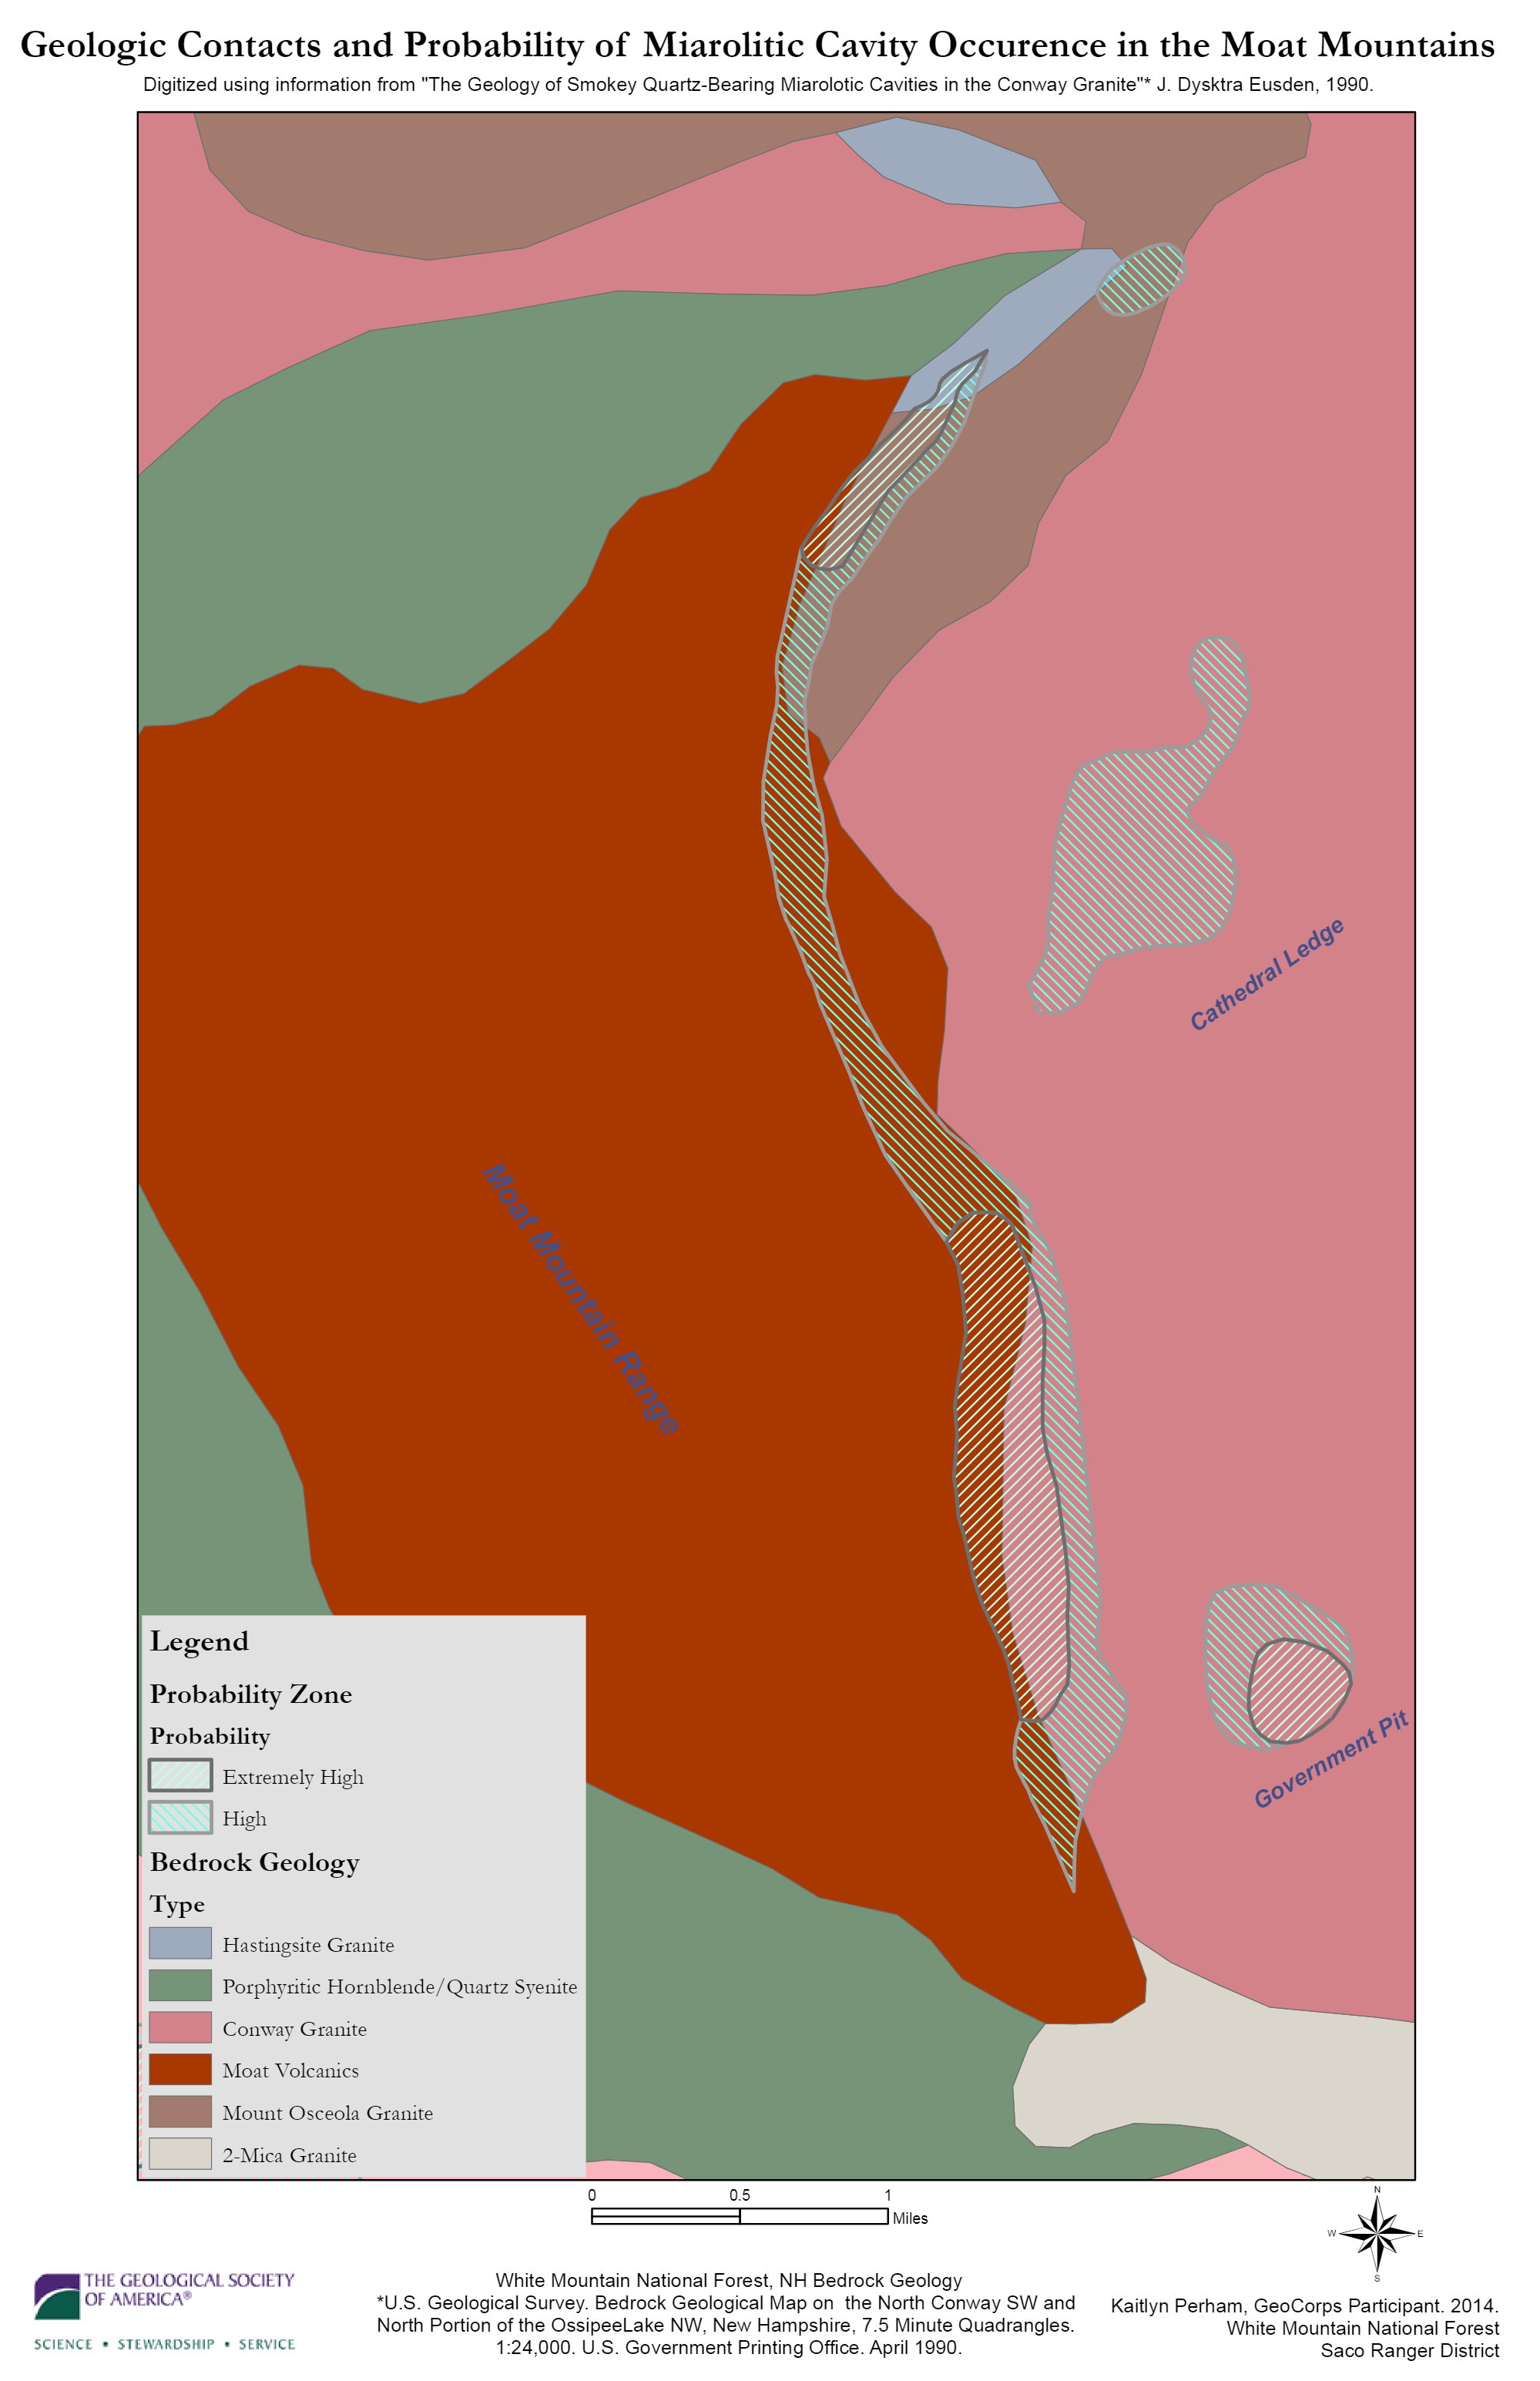 Geologic Contacts and Probability of Miarolitic Cavity Occurence in the Moat Mountains
Digitized using information from "The Geology of Smokey Quartz-Bearing Miarolotic Cavities in the Conway Granite"* J. Dysktra Eusden, 1990.
Cathedral Ledge
Moat Mountain Range
Government Pit
Legend
Probability Zone
Probability
Extremely High
High
Bedrock Geology
Type
Hastingsite Granite
Porphyritic Hornblende/Quartz Syenite
Conway Granite
Moat Volcanics
Mount Osceola Granite
2-Mica Granite
0 0.5 1
Miles
N
W E
S
THE GEOLOGICAL SOCIETY
OF AMERICA®
SCIENCE • STEWARDSHIP • SERVICE
White Mountain National Forest, NH Bedrock Geology
*U.S. Geological Survey. Bedrock Geological Map on the North Conway SW and
North Portion of the OssipeeLake NW, New Hampshire, 7.5 Minute Quadrangles.
1:24,000. U.S. Government Printing Office. April 1990.
Kaitlyn Perham, GeoCorps Participant. 2014.
White Mountain National Forest
Saco Ranger District